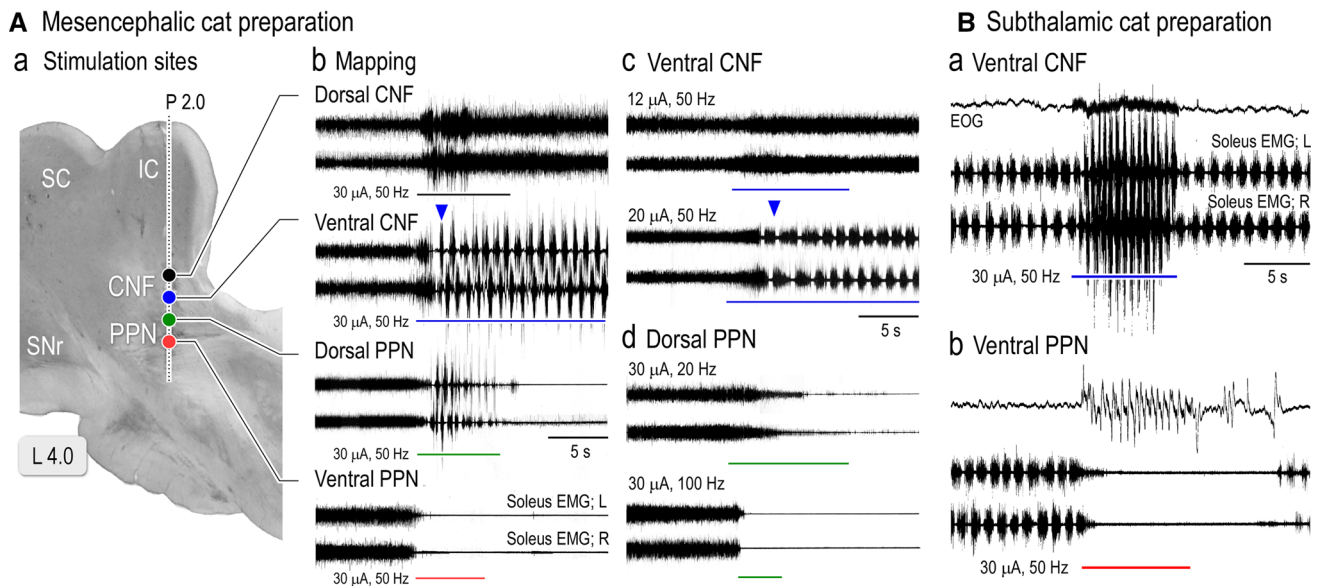 A Mesencephalic cat preparation
a Stimulation sites
P 2.0
SC
IC
CNF
PPN
SNr
L 4.0
b Mapping
Dorsal CNF
30 µA, 50 Hz
Ventral CNF
30 µA, 50 Hz
Dorsal PPN
30 µA, 50 Hz
5 s
Ventral PPN
Soleus EMG; L
Soleus EMG; R
30 µA, 50 Hz
c Ventral CNF
12 µA, 50 Hz
20 µA, 50 Hz
5 s
d Dorsal PPN
30 µA, 20 Hz
30 µA, 100 Hz
B Subthalamic cat preparation
a Ventral CNF
EOG
Soleus EMG; L
Soleus EMG; R
30 µA, 50 Hz
5 s
b Ventral PPN
30 µA, 50 Hz